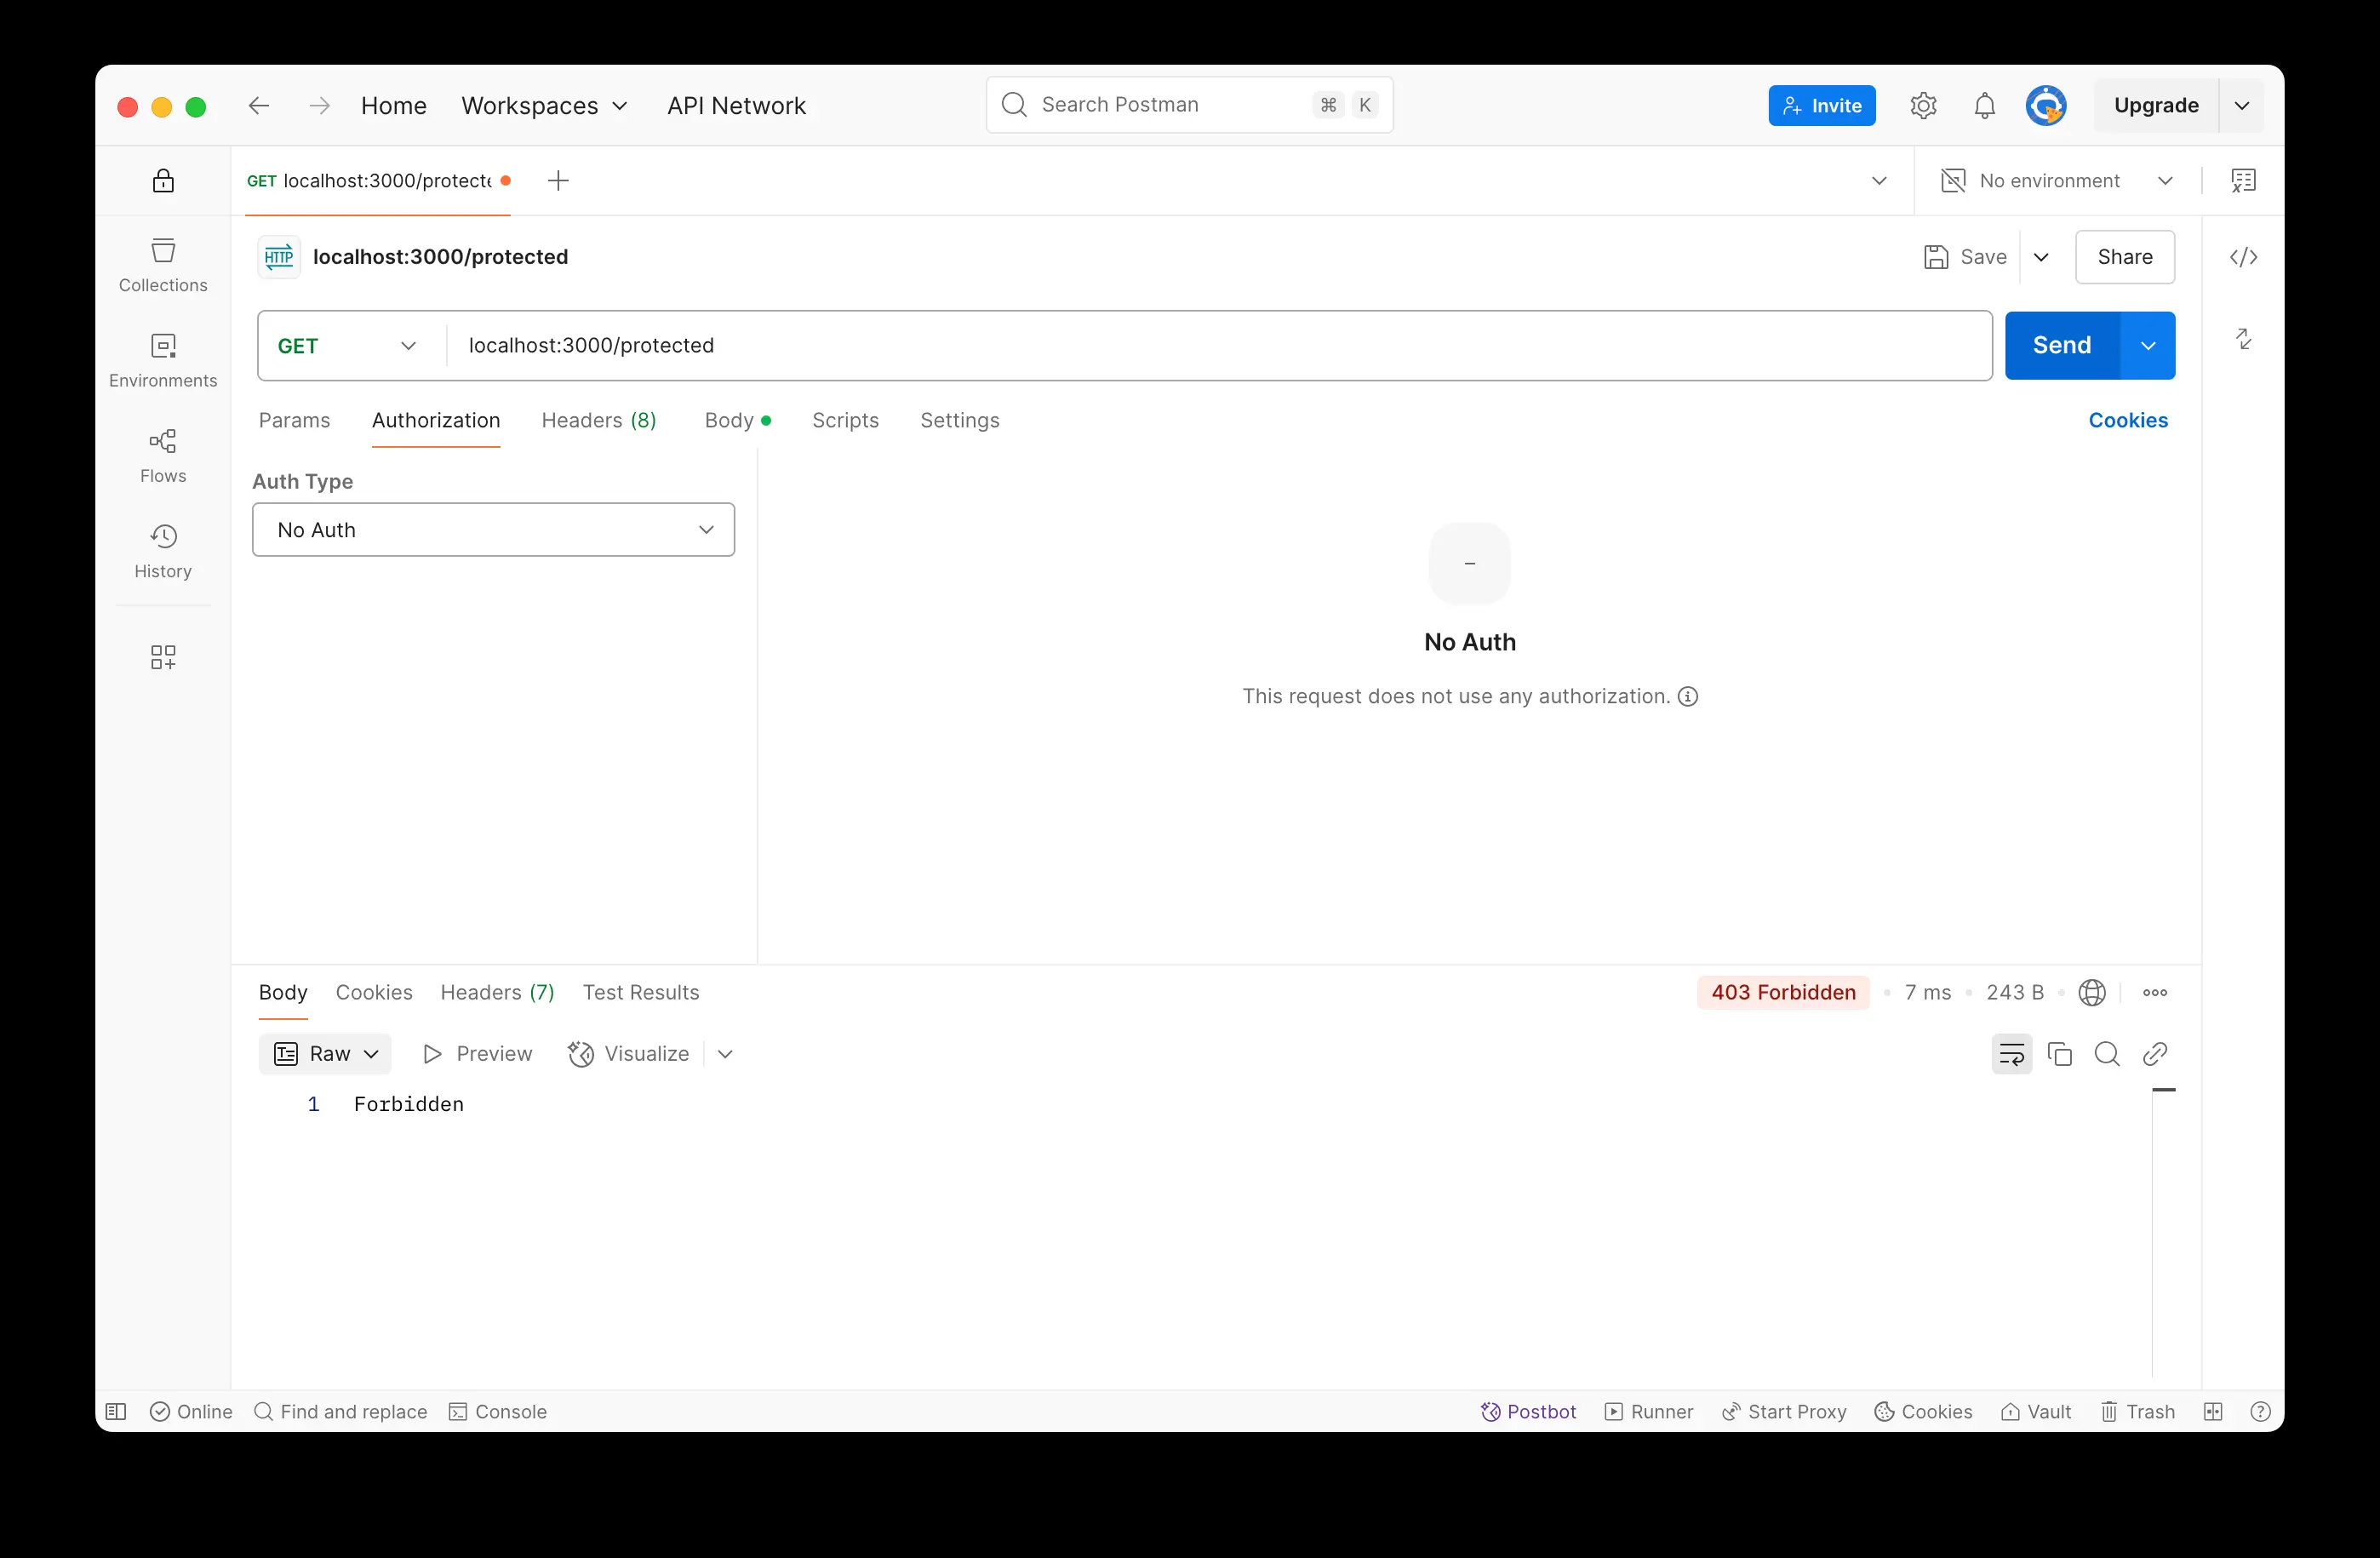 Home Workspaces API Network Search Postman ⌘ K Invite Upgrade
GET localhost:3000/protecte No environment
HTTP localhost:3000/protected Save Share
Collections
GET localhost:3000/protected Send
Environments
Params Authorization Headers (8) Body Scripts Settings Cookies
Flows
Auth Type
No Auth
History
No Auth
This request does not use any authorization.
Body Cookies Headers (7) Test Results 403 Forbidden 7 ms 243 B
Raw Preview Visualize
1 Forbidden
Online Find and replace Console Postbot Runner Start Proxy Cookies Vault Trash